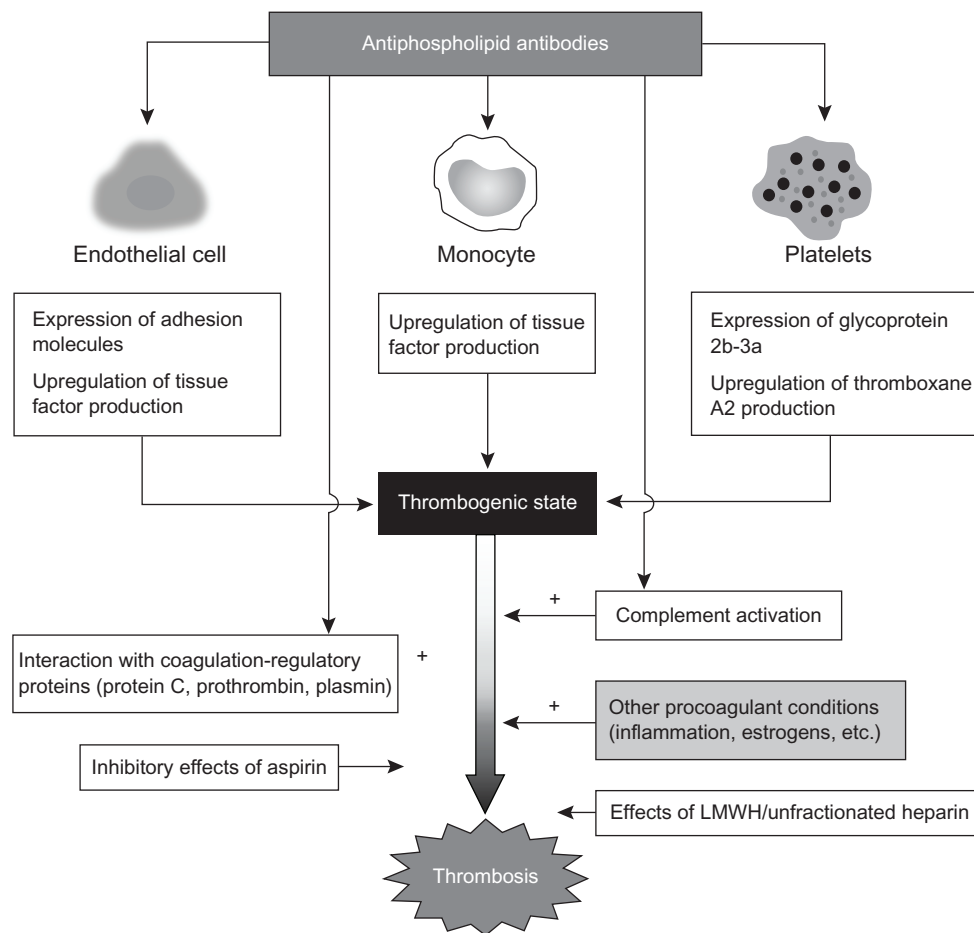 Antiphospholipid antibodies
Endothelial cell
Monocyte
Platelets
Expression of adhesion
molecules
Upregulation of tissue
factor production
Upregulation of tissue
factor production
Expression of glycoprotein
2b-3a
Upregulation of thromboxane
A2 production
Thrombogenic state
+
Complement activation
Interaction with coagulation-regulatory
proteins (protein C, prothrombin, plasmin)
+
+
Other procoagulant conditions
(inflammation, estrogens, etc.)
Inhibitory effects of aspirin
Effects of LMWH/unfractionated heparin
Thrombosis